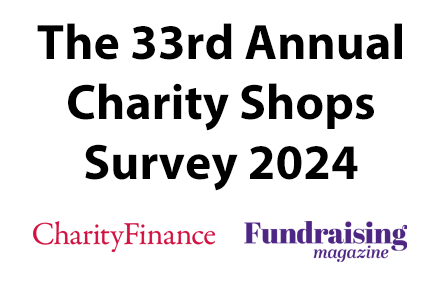 The 33rd Annual
Charity Shops
Survey 2024
CharityFinance
Fundraising
magazine